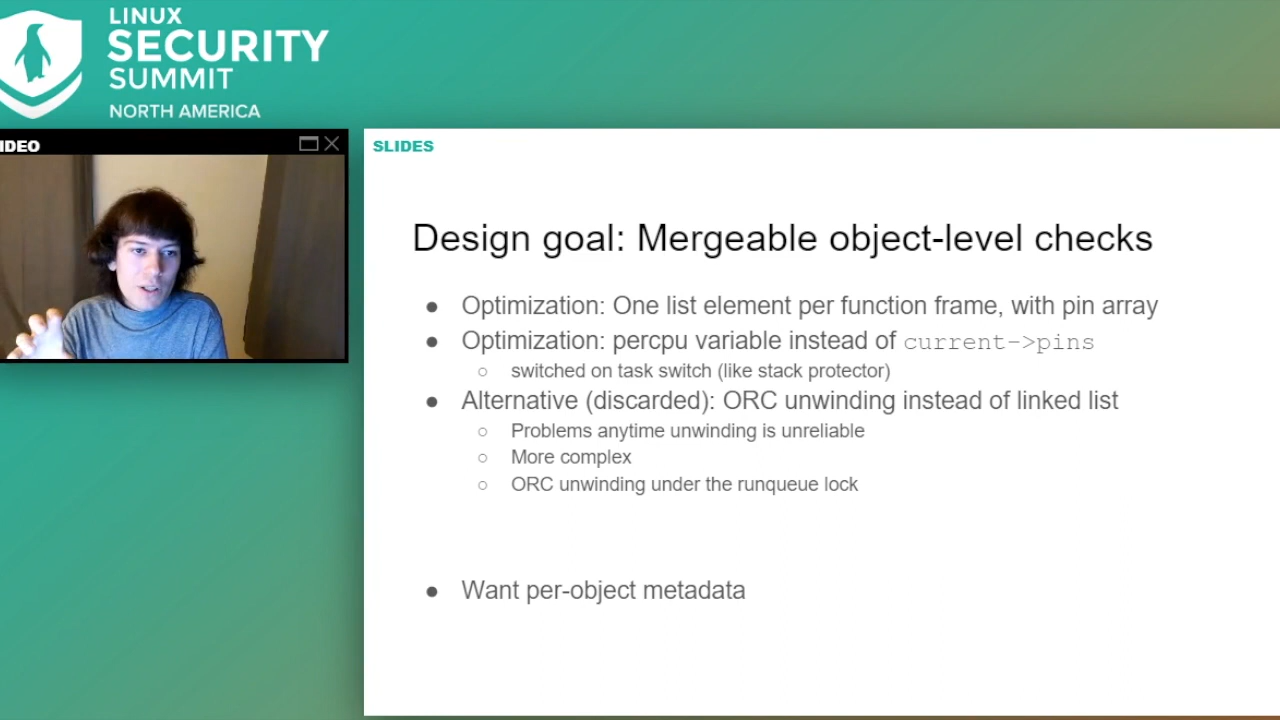 LINUX
SECURITY
SUMMIT
NORTH AMERICA
IDEO
SLIDES
Design goal: Mergeable object-level checks
● Optimization: One list element per function frame, with pin array
● Optimization: percpu variable instead of current->pins
○ switched on task switch (like stack protector)
● Alternative (discarded): ORC unwinding instead of linked list
○ Problems anytime unwinding is unreliable
○ More complex
○ ORC unwinding under the runqueue lock
● Want per-object metadata